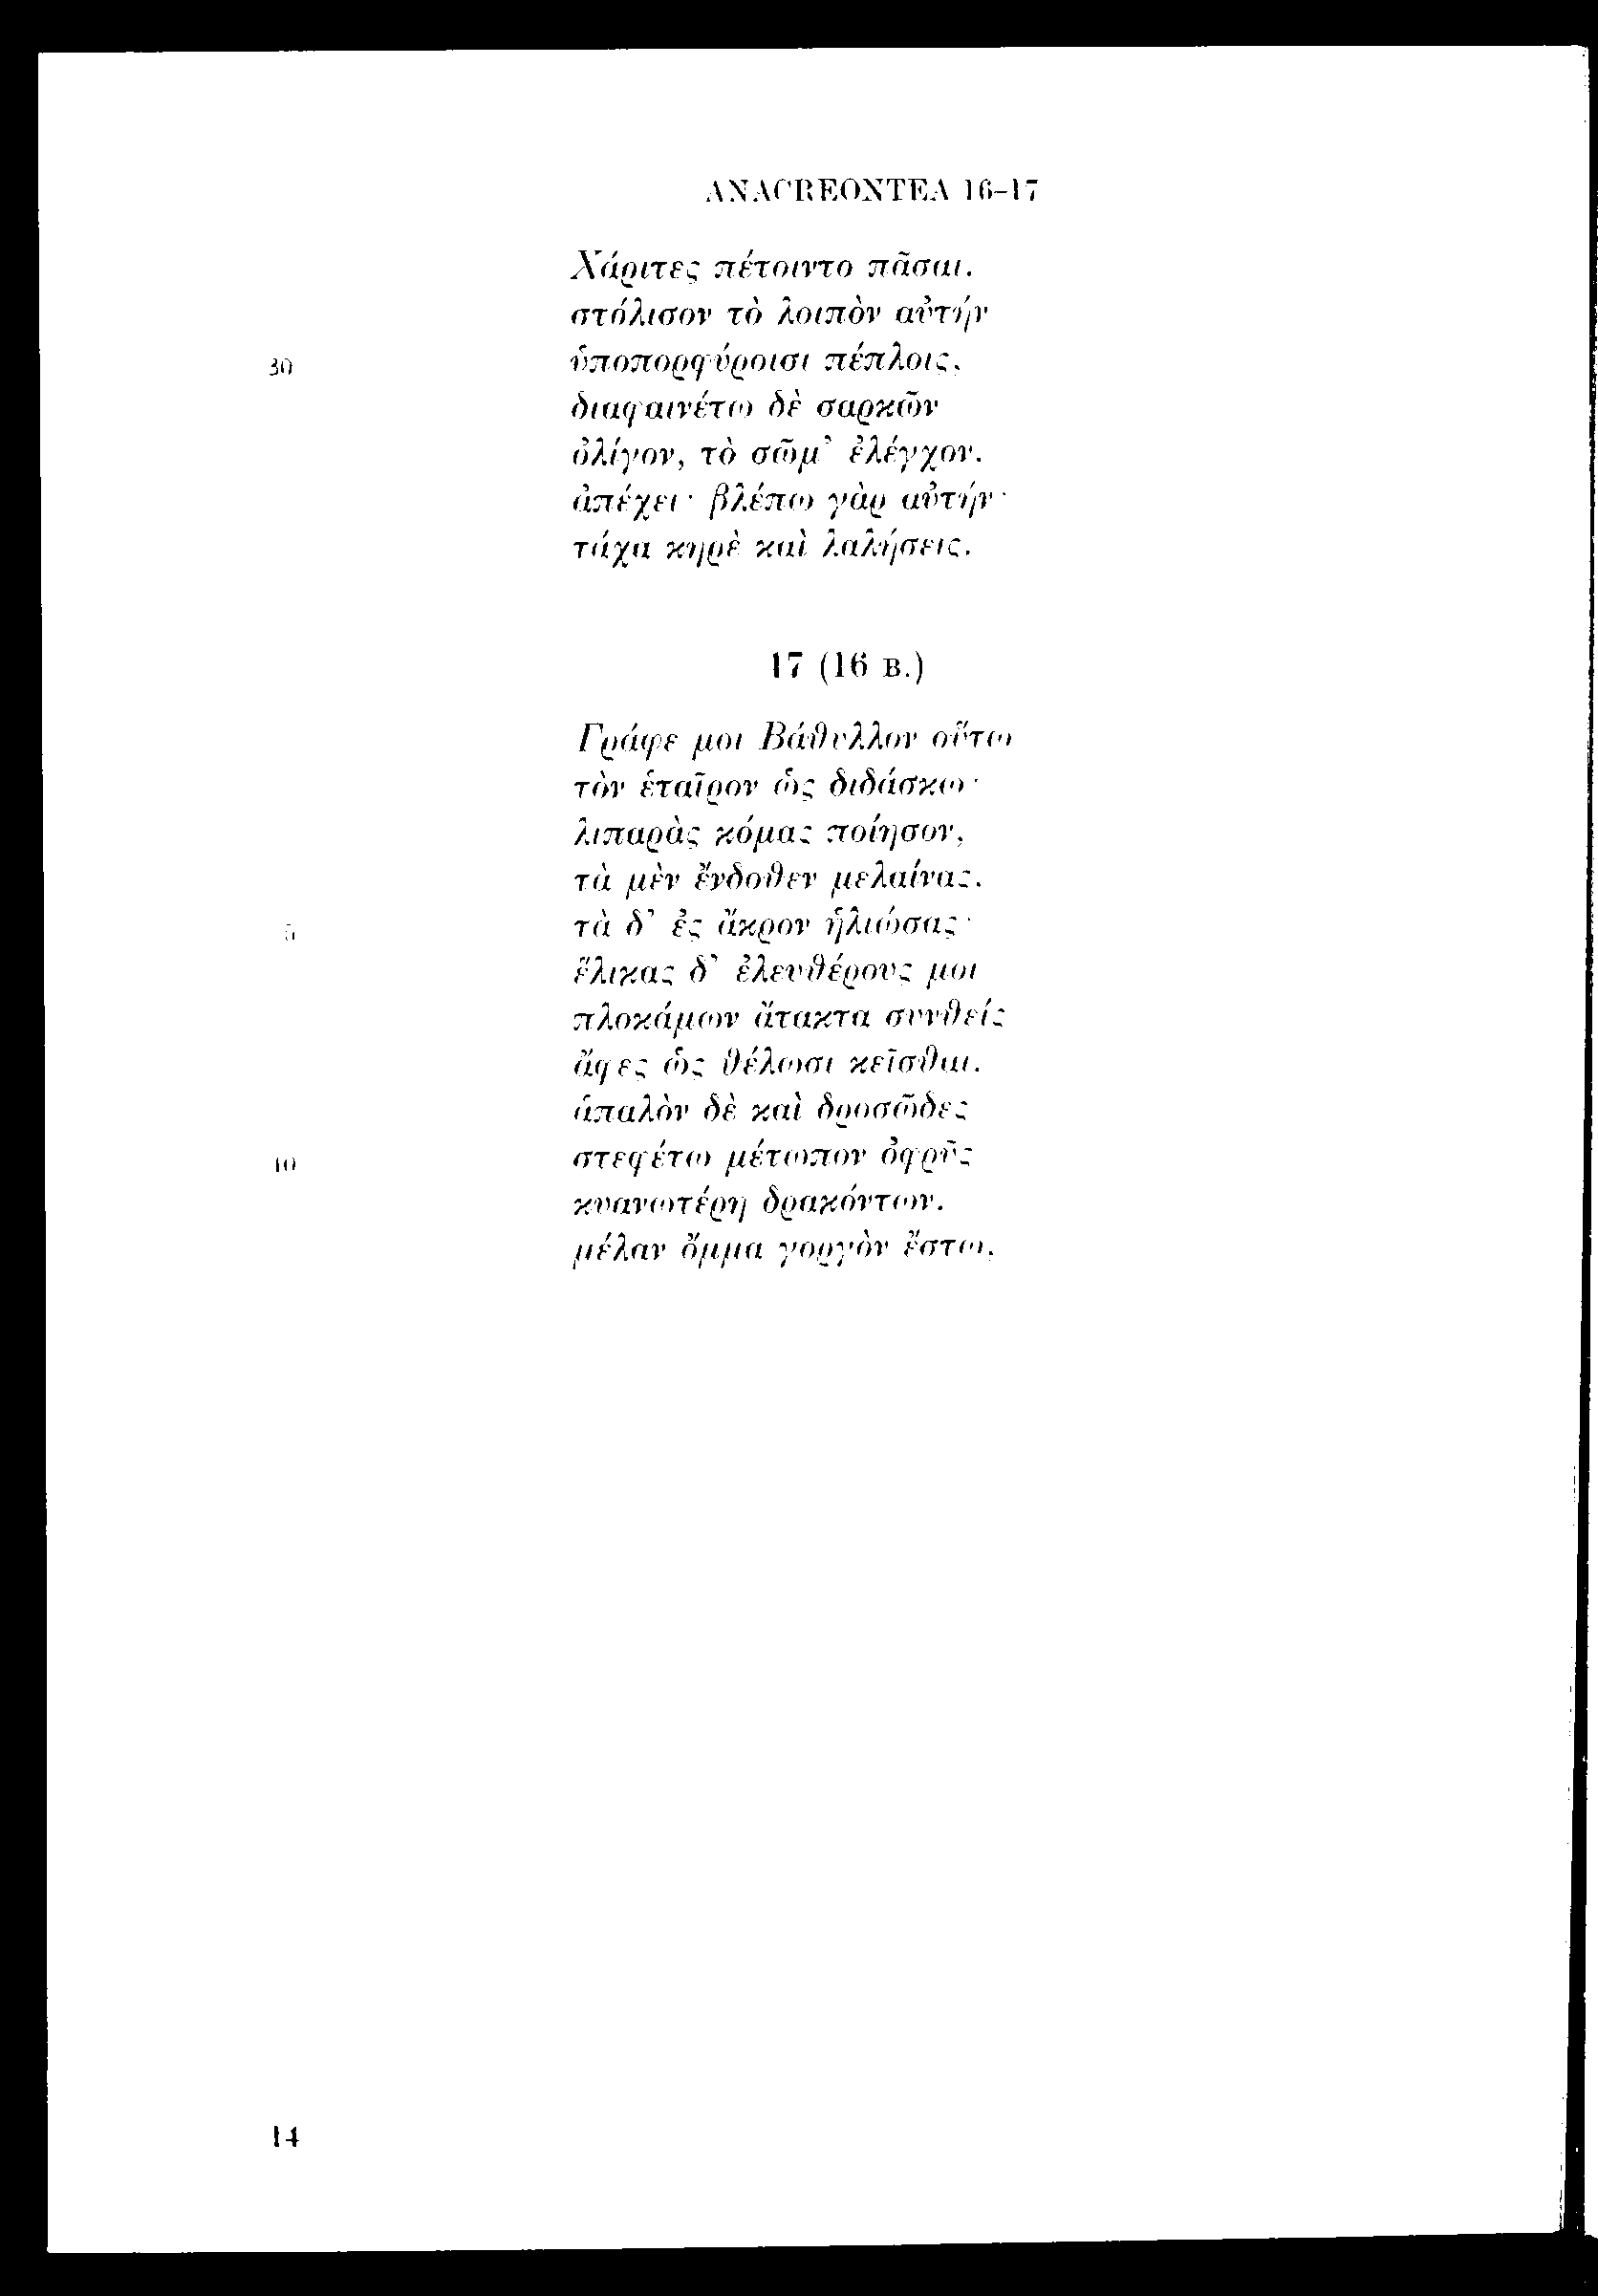 ANACREONTEA 16–17
Χάριτες πέτοιντο πᾶσαι.
στόλισον τὸ λοιπὸν αὐτήν
30 ὑποπορφύροισι πέπλοις,
διαφαινέτω δὲ σαρκῶν
ὀλίγον, τὸ σῶμ’ ἐλέγχον.
ἀπέχει· βλέπω γὰρ αὐτήν·
τάχα κηρὲ καὶ λαλήσεις.
17 (16 B.)
Γράφε μοι Βάθυλλον οὕτω
τὸν ἑταῖρον ὡς διδάσκω·
λιπαρὰς κόμας ποίησον,
τὰ μὲν ἔνδοθεν μελαίνας,
5 τὰ δ’ ἐς ἄκρον ἡλιώσας·
ἕλικας δ’ ἐλευθέρους μοι
πλοκάμων ἄτακτα συνθείς
ἄφες ὡς θέλωσι κεῖσθαι.
ἁπαλὸν δὲ καὶ δροσῶδες
10 στεφέτω μέτωπον ὀφρῦς
κυανωτέρη δρακόντων.
μέλαν ὄμμα γοργὸν ἔστω,
14